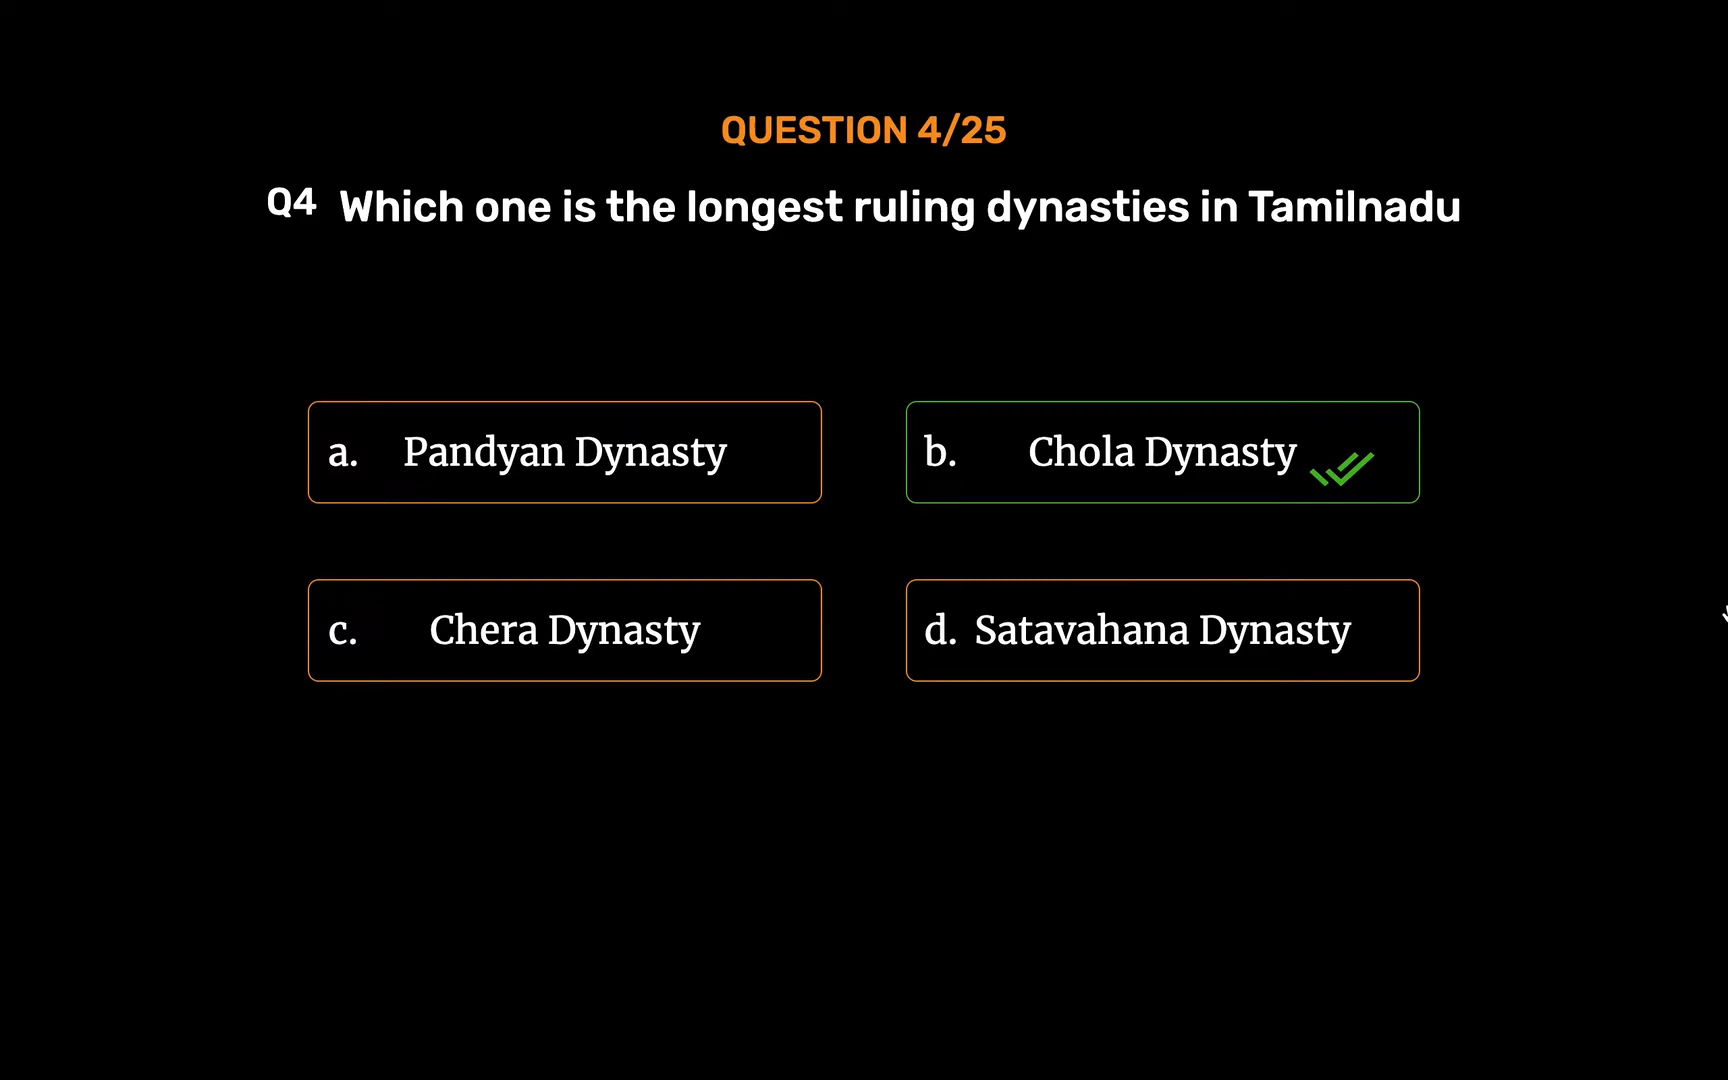 QUESTION 4/25
Q4 Which one is the longest ruling dynasties in Tamilnadu
a. Pandyan Dynasty
b. Chola Dynasty
c. Chera Dynasty
d. Satavahana Dynasty